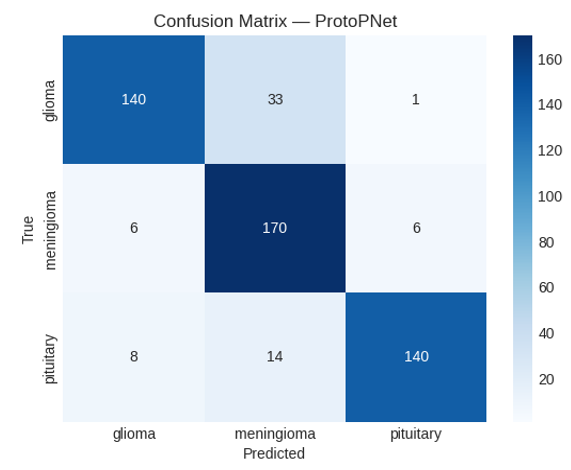 Confusion Matrix — ProtoPNet
glioma
140
33
1
True
meningioma
6
170
6
pituitary
8
14
140
glioma
meningioma
pituitary
Predicted
160
140
120
100
80
60
40
20